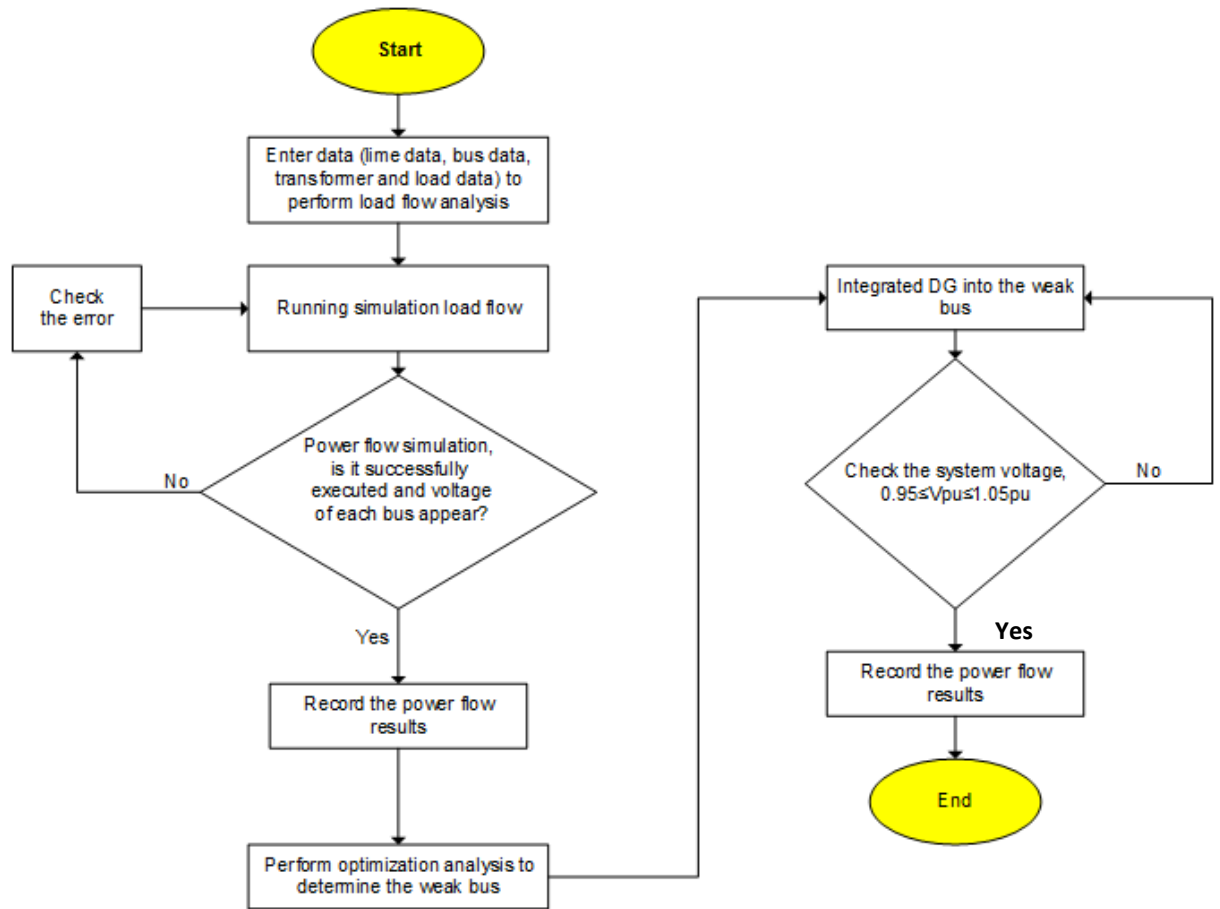 Start
Enter data (lime data, bus data,
transformer and load data) to
perform load flow analysis
Check
the error
Running simulation load flow
Power flow simulation,
is it successfully
executed and voltage
of each bus appear?
No
Yes
Record the power flow
results
Perform optimization analysis to
determine the weak bus
Integrated DG into the weak
bus
Check the system voltage,
0.95≤Vpu≤1.05pu
No
Yes
Record the power flow
results
End